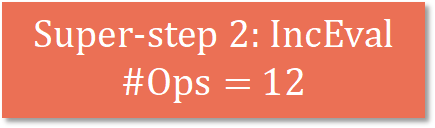 Super-step 2: IncEval
#Ops = 12